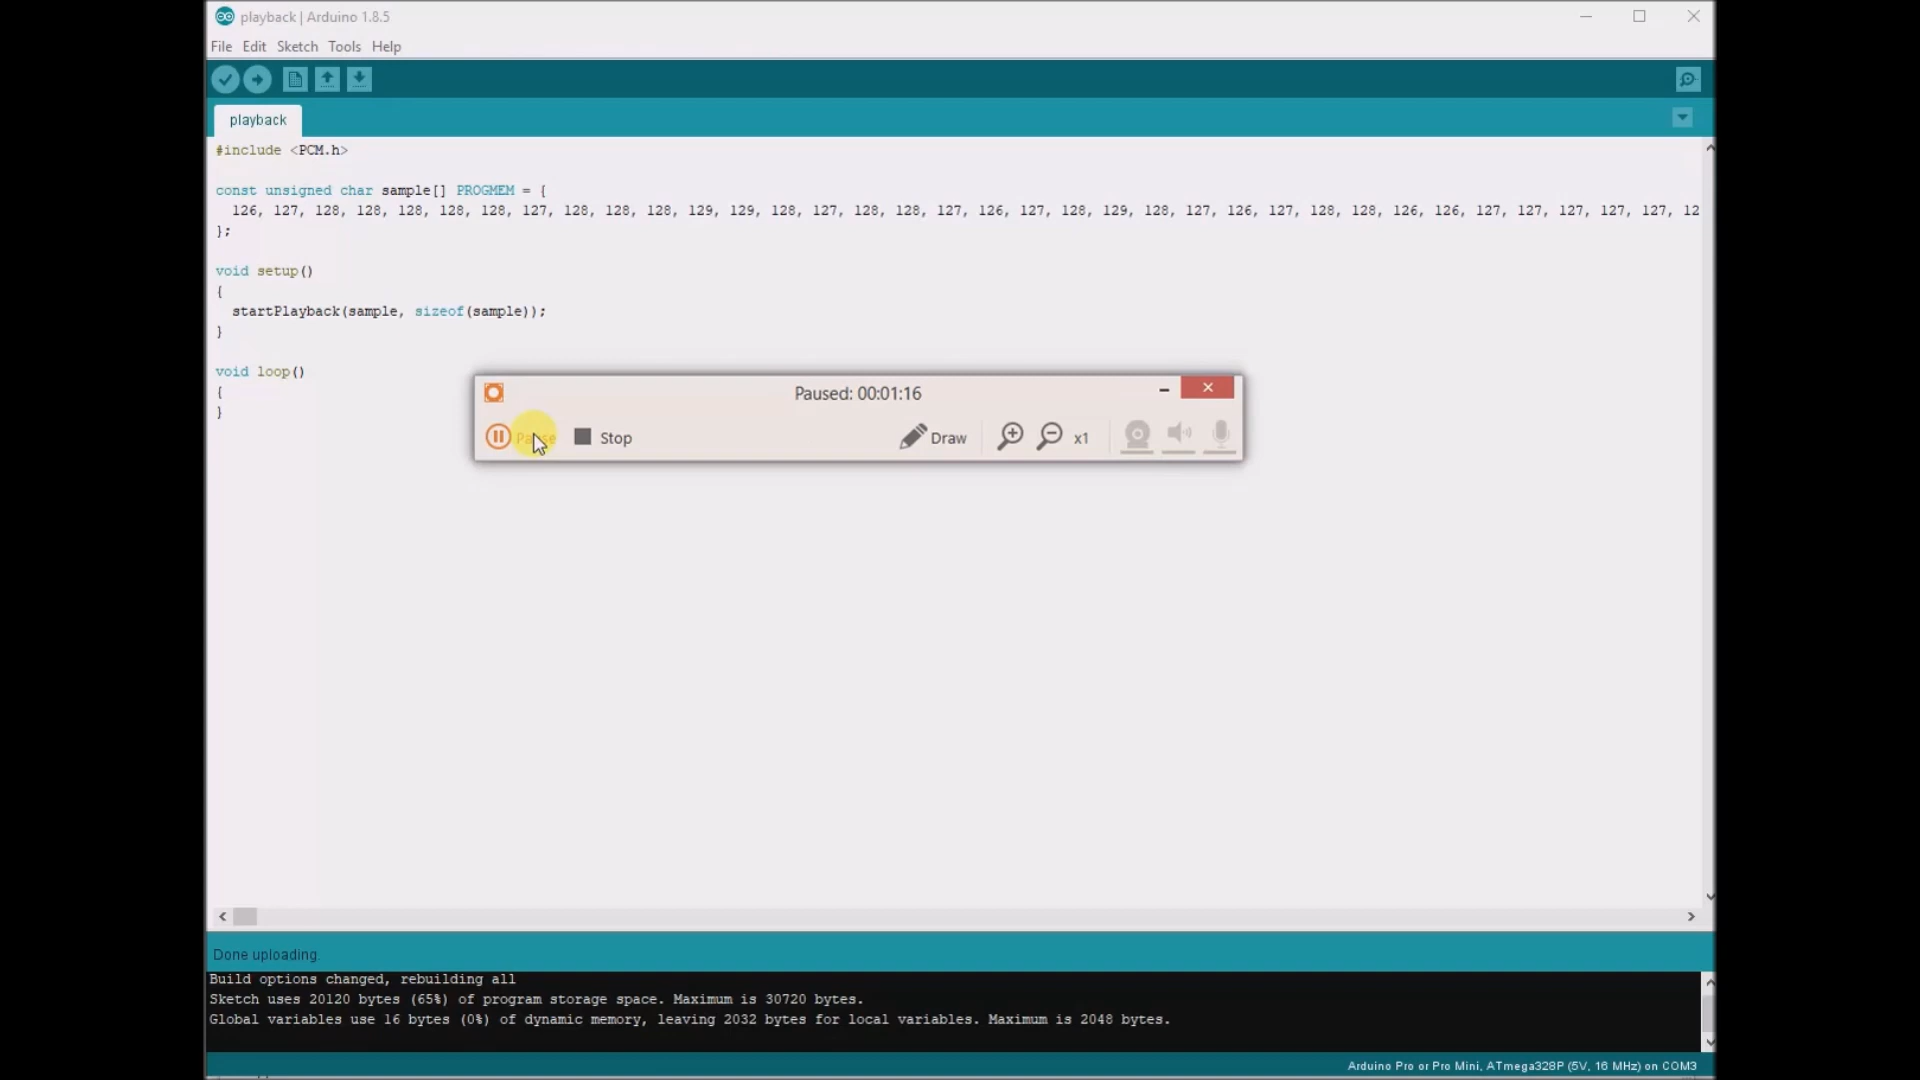 playback | Arduino 1.8.5
File Edit Sketch Tools Help
playback
#include <PCM.h>
const unsigned char sample[] PROGMEM = {
126, 127, 128, 128, 128, 128, 128, 127, 128, 128, 128, 129, 129, 128, 127, 128, 128, 127, 126, 127, 128, 129, 128, 127, 126, 127, 128, 128, 126, 126, 127, 127, 127, 127, 127, 12
};
void setup()
{
startPlayback(sample, sizeof(sample));
}
void loop()
{
}
Paused: 00:01:16
Pause Stop Draw x1
Done uploading.
Build options changed, rebuilding all
Sketch uses 20120 bytes (65%) of program storage space. Maximum is 30720 bytes.
Global variables use 16 bytes (0%) of dynamic memory, leaving 2032 bytes for local variables. Maximum is 2048 bytes.
Arduino Pro or Pro Mini, ATmega328P (5V, 16 MHz) on COM3